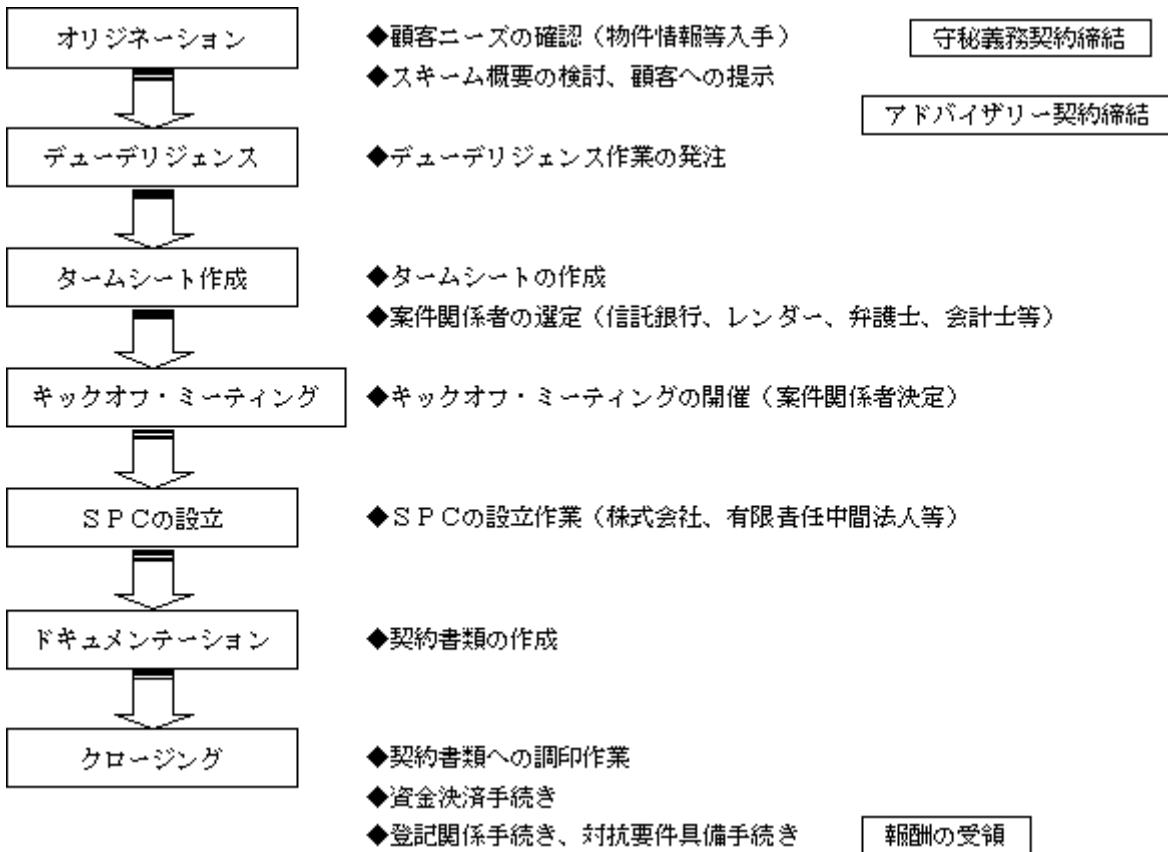 オリジネーション ◆顧客ニーズの確認（物件情報等入手） 守秘義務契約締結
◆スキーム概要の検討、顧客への提示
アドバイザリー契約締結
デューデリジェンス ◆デューデリジェンス作業の発注
タームシート作成 ◆タームシートの作成
◆案件関係者の選定（信託銀行、レンダー、弁護士、会計士等）
キックオフ・ミーティング ◆キックオフ・ミーティングの開催（案件関係者決定）
ＳＰＣの設立 ◆ＳＰＣの設立作業（株式会社、有限責任中間法人等）
ドキュメンテーション ◆契約書類の作成
クロージング ◆契約書類への調印作業
◆資金決済手続き
◆登記関係手続き、対抗要件具備手続き 報酬の受領